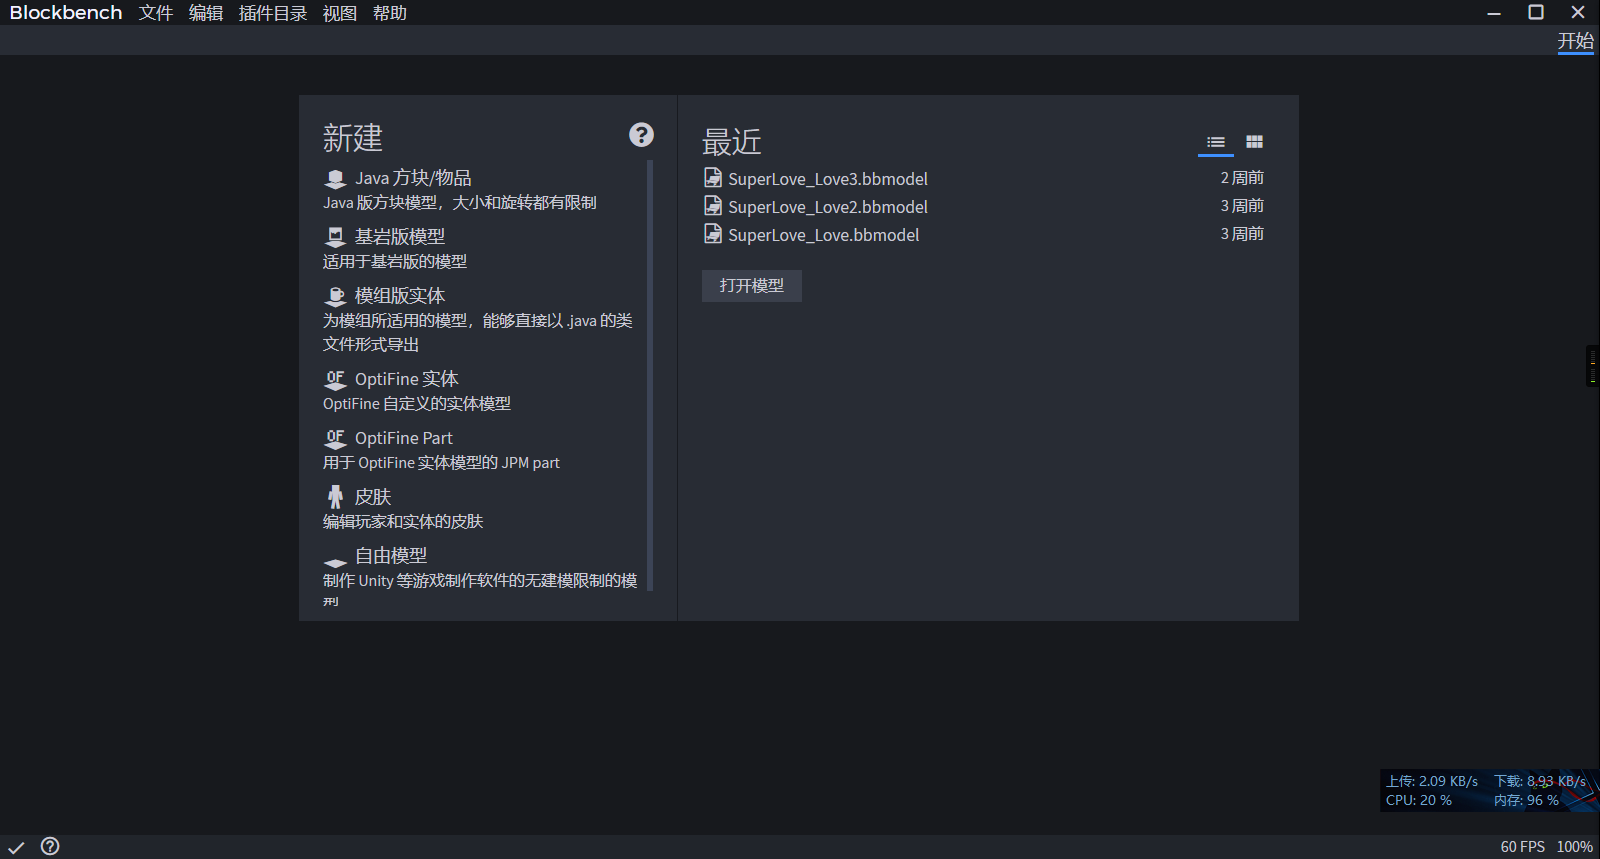 Blockbench 文件 编辑 插件目录 视图 帮助
开始
新建
Java 方块/物品
Java 版方块模型，大小和旋转都有限制
基岩版模型
适用于基岩版的模型
模组版实体
为模组所适用的模型，能够直接以 .java 的类
文件形式导出
OptiFine 实体
OptiFine 自定义的实体模型
OptiFine Part
用于 OptiFine 实体模型的 JPM part
皮肤
编辑玩家和实体的皮肤
自由模型
制作 Unity 等游戏制作软件的无建模限制的模
最近
SuperLove_Love3.bbmodel 2 周前
SuperLove_Love2.bbmodel 3 周前
SuperLove_Love.bbmodel 3 周前
打开模型
上传: 2.09 KB/s 下载: 8.93 KB/s
CPU: 20 % 内存: 96 %
60 FPS 100%